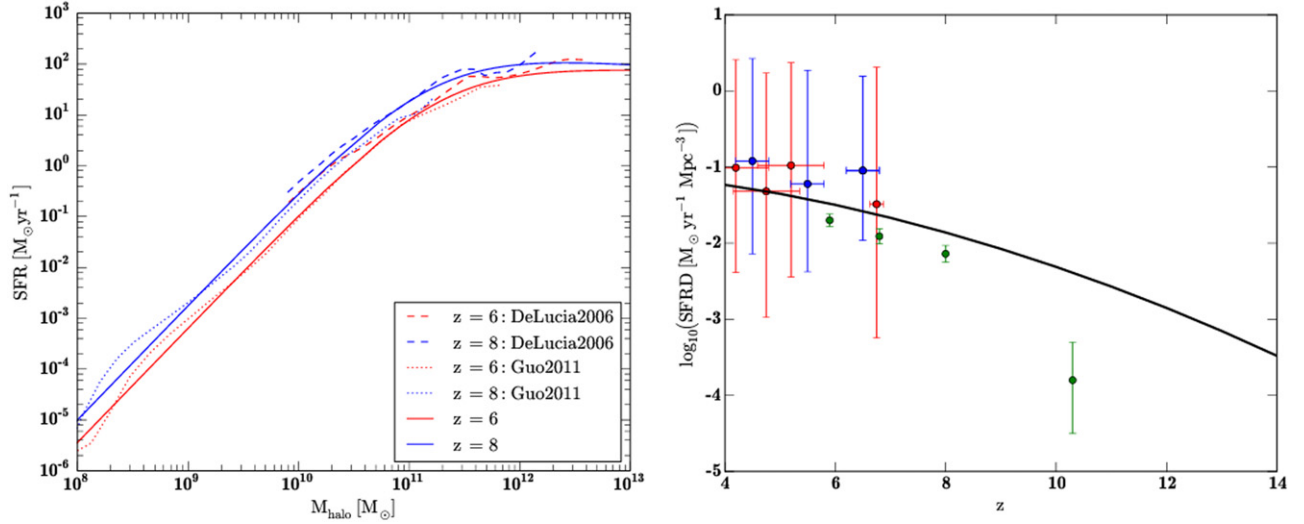 10³
10²
10¹
10⁰
10⁻¹
10⁻²
10⁻³
10⁻⁴
10⁻⁵
10⁻⁶
SFR [M⊙yr⁻¹]
10⁸ 10⁹ 10¹⁰ 10¹¹ 10¹² 10¹³
M_halo [M⊙]
z = 6: DeLucia2006
z = 8: DeLucia2006
z = 6: Guo2011
z = 8: Guo2011
z = 6
z = 8
1
0
-1
-2
-3
-4
-5
log₁₀(SFRD [M⊙ yr⁻¹ Mpc⁻³])
4 6 8 10 12 14
z